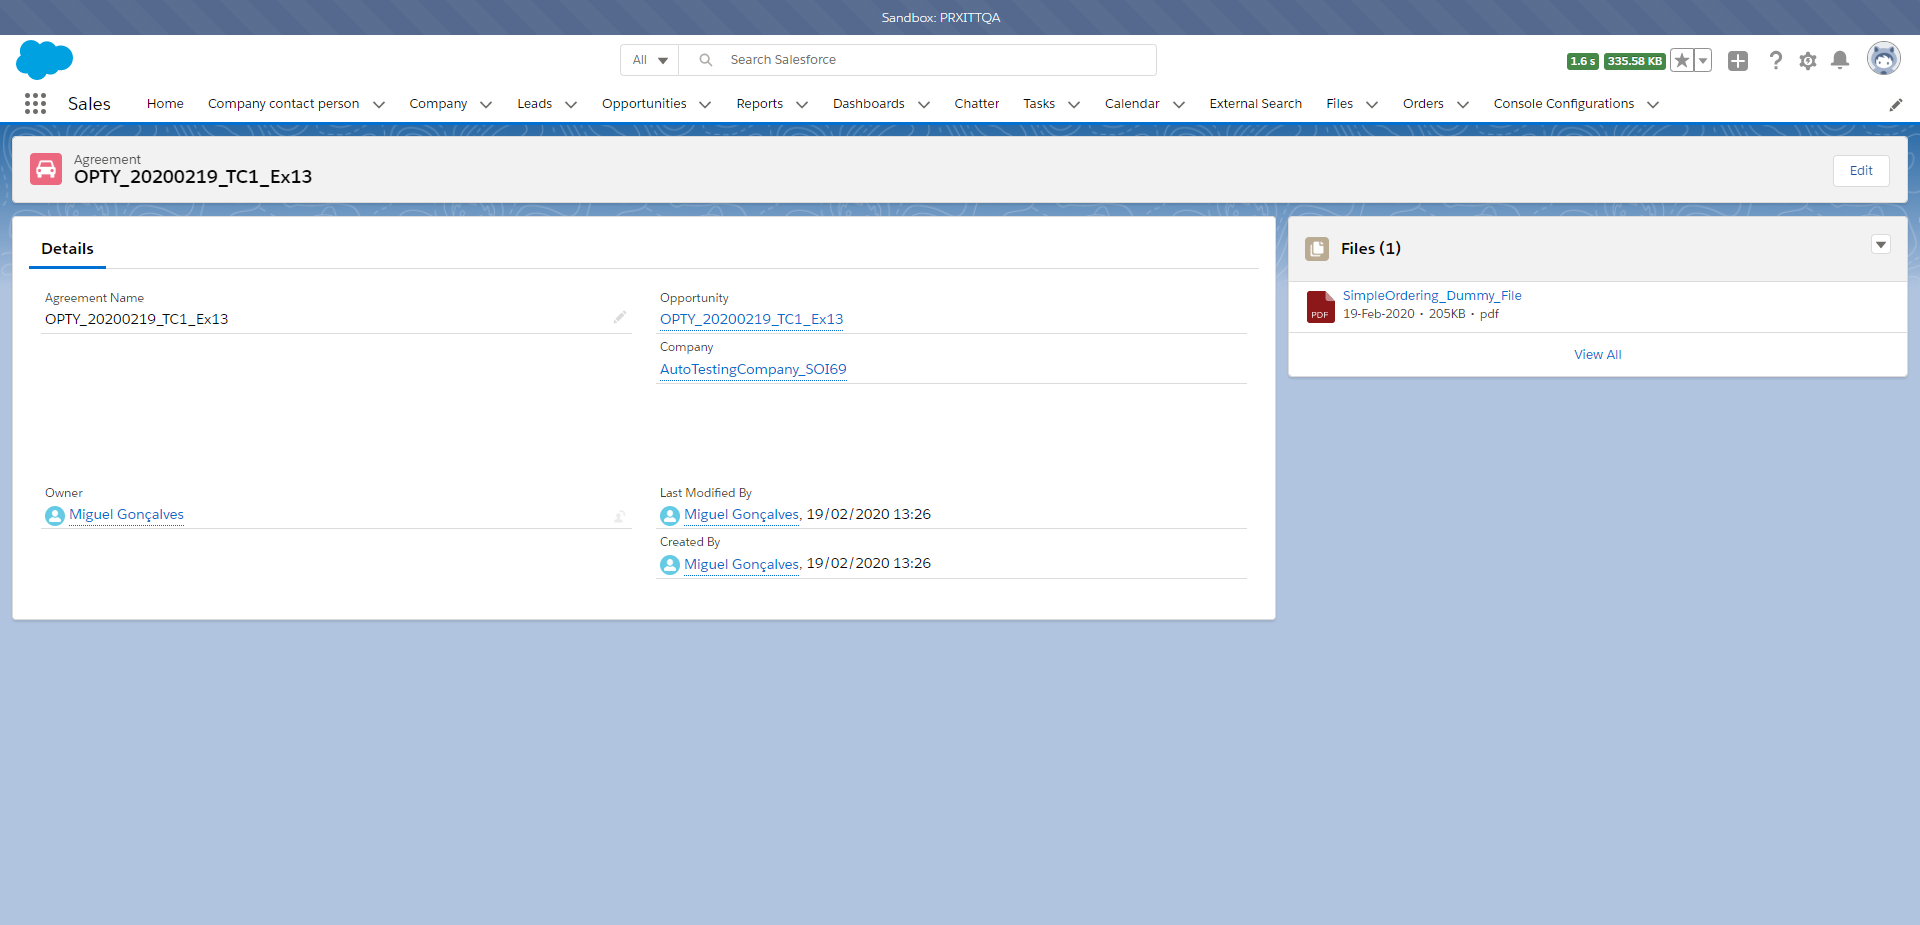 Sandbox: PRXITTQA
All
Search Salesforce
1.6 s
335.58 KB
Sales
Home
Company contact person
Company
Leads
Opportunities
Reports
Dashboards
Chatter
Tasks
Calendar
External Search
Files
Orders
Console Configurations
Agreement
OPTY_20200219_TC1_Ex13
Edit
Details
Agreement Name
OPTY_20200219_TC1_Ex13
Opportunity
OPTY_20200219_TC1_Ex13
Company
AutoTestingCompany_SOI69
Owner
Miguel Gonçalves
Last Modified By
Miguel Gonçalves, 19/02/2020 13:26
Created By
Miguel Gonçalves, 19/02/2020 13:26
Files (1)
PDF
SimpleOrdering_Dummy_File
19-Feb-2020 • 205KB • pdf
View All